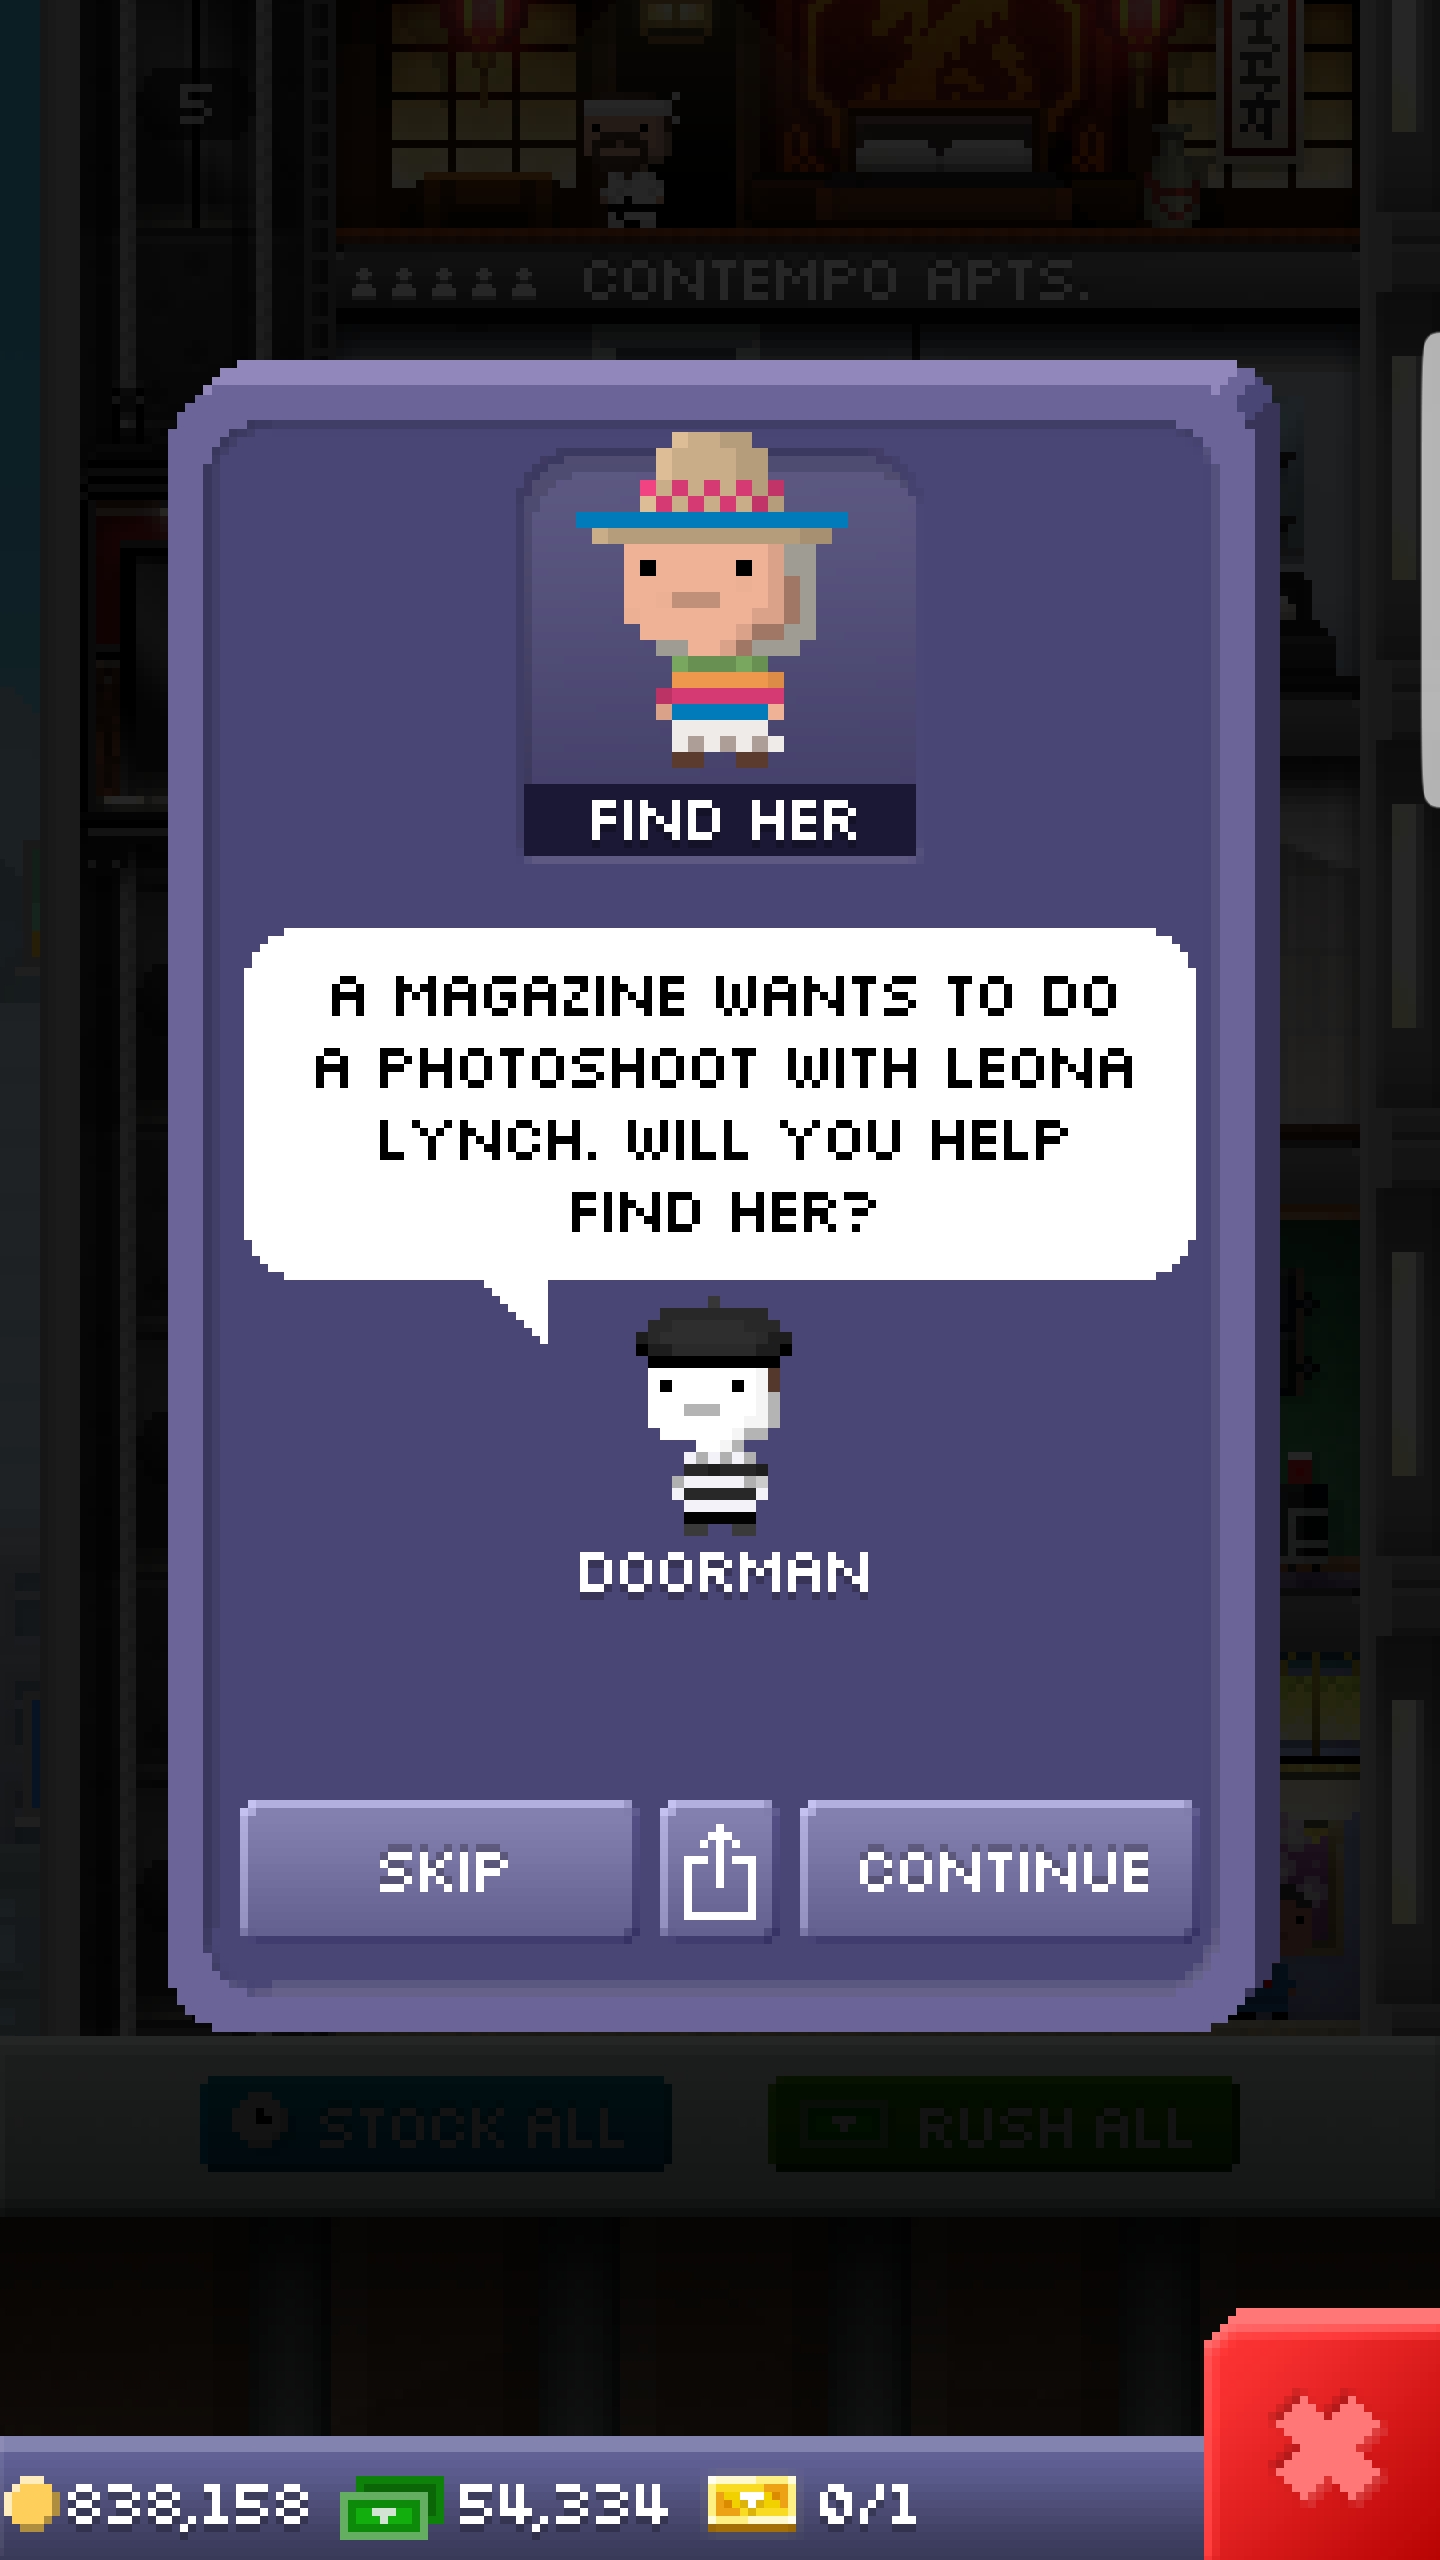 5
CONTEMPO APTS.
FIND HER
A MAGAZINE WANTS TO DO
A PHOTOSHOOT WITH LEONA
LYNCH. WILL YOU HELP
FIND HER?
DOORMAN
SKIP
CONTINUE
STOCK ALL
RUSH ALL
838,158
54,334
0/1